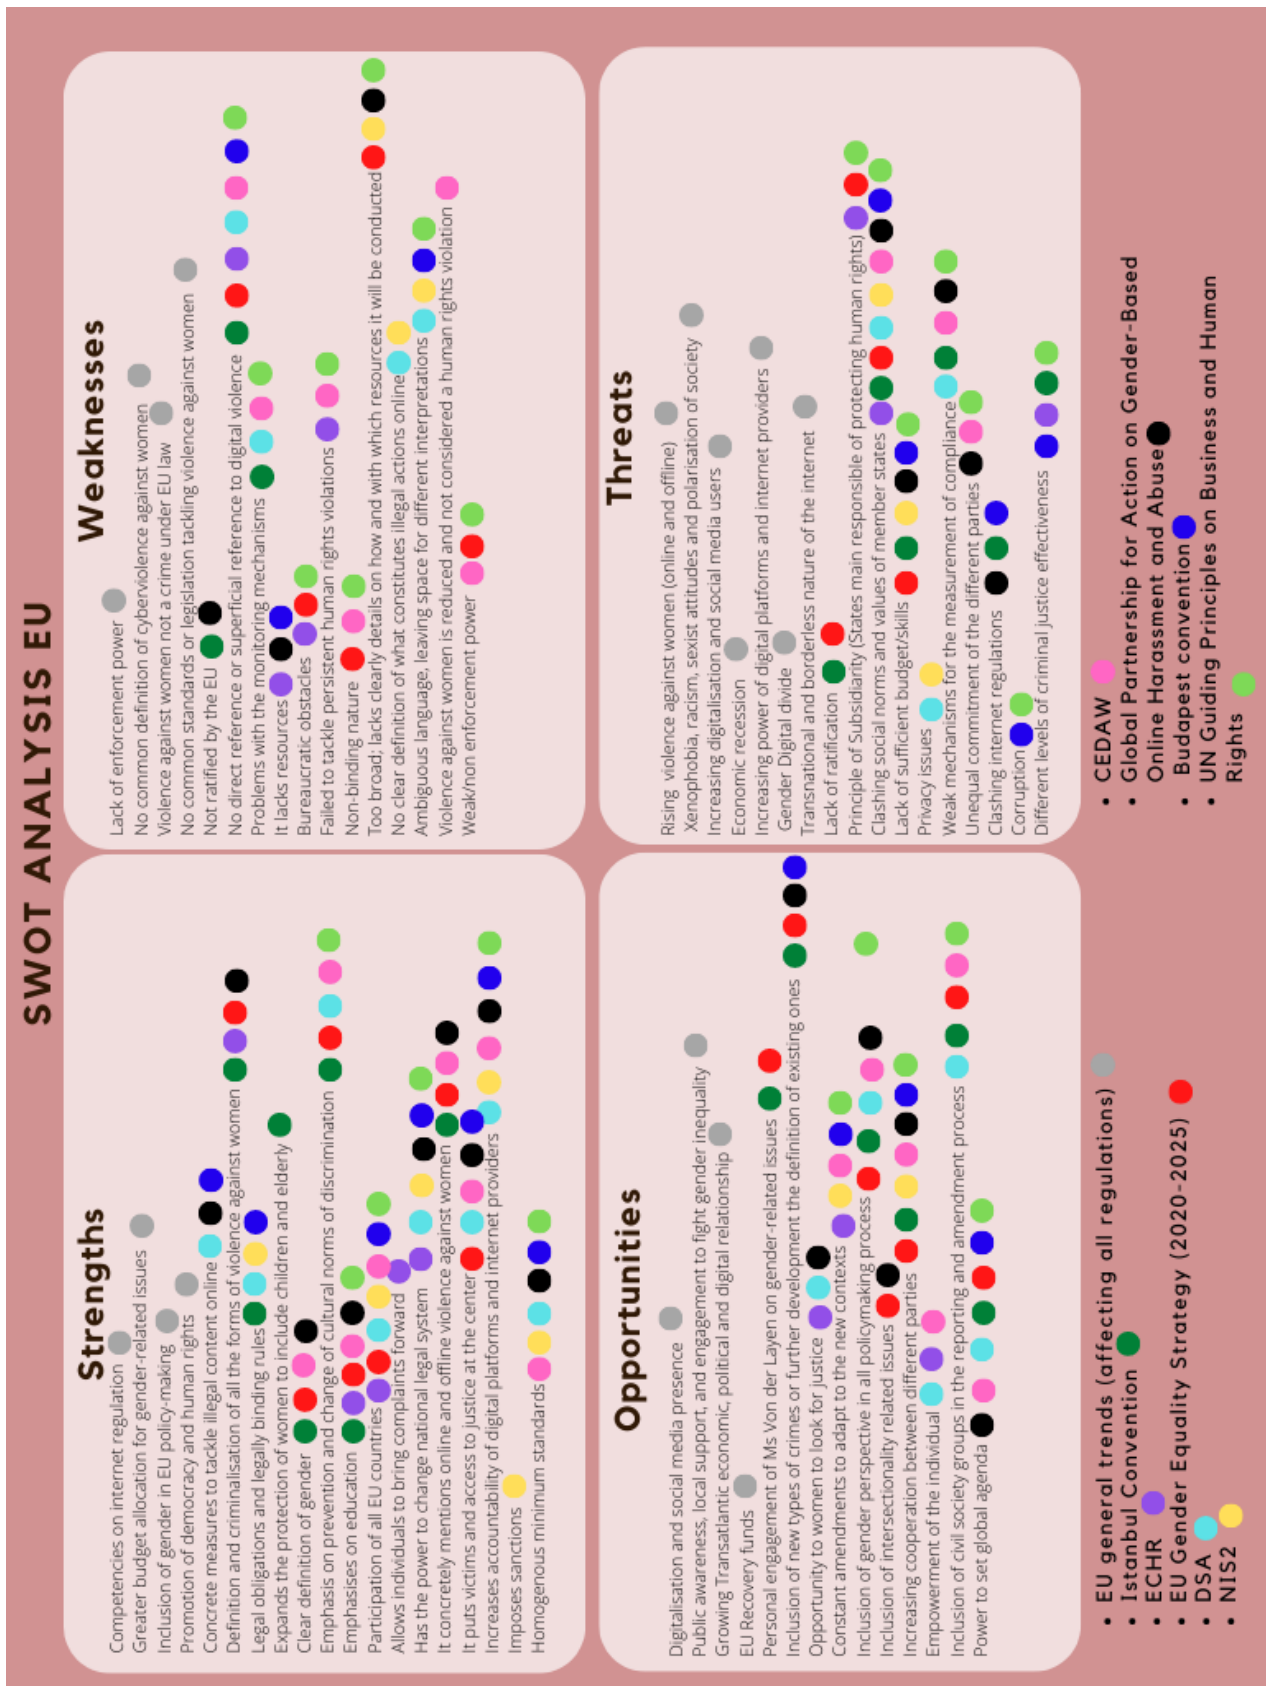 SWOT ANALYSIS EU
Strengths
Competencies on internet regulation
Greater budget allocation for gender-related issues
Inclusion of gender in EU policy-making
Promotion of democracy and human rights
Concrete measures to tackle illegal content online
Definition and criminalisation of all the forms of violence against women
Legal obligations and legally binding rules
Expands the protection of women to include children and elderly
Clear definition of gender
Emphasis on prevention and change of cultural norms of discrimination
Emphasises on education
Participation of all EU countries
Allows individuals to bring complaints forward
Has the power to change national legal system
It concretely mentions online and offline violence against women
It puts victims and access to justice at the center
Increases accountability of digital platforms and internet providers
Imposes sanctions
Homogenous minimum standards
Weaknesses
Lack of enforcement power
No common definition of cyberviolence against women
Violence against women not a crime under EU law
No common standards or legislation tackling violence against women
Not ratified by the EU
No direct reference or superficial reference to digital violence
Problems with the monitoring mechanisms
It lacks resources
Bureaucratic obstacles
Failed to tackle persistent human rights violations
Non-binding nature
Too broad; lacks clearly details on how and with which resources it will be conducted
No clear definition of what constitutes illegal actions online
Ambiguous language, leaving space for different interpretations
Violence against women is reduced and not considered a human rights violation
Weak/non enforcement power
Opportunities
Digitalisation and social media presence
Public awareness, local support, and engagement to fight gender inequality
Growing Transatlantic economic, political and digital relationship
EU Recovery funds
Personal engagement of Ms Von der Layen on gender-related issues
Inclusion of new types of crimes or further development the definition of existing ones
Opportunity to women to look for justice
Constant amendments to adapt to the new contexts
Inclusion of gender perspective in all policymaking process
Inclusion of intersectionality related issues
Increasing cooperation between different parties
Empowerment of the individual
Inclusion of civil society groups in the reporting and amendment process
Power to set global agenda
Threats
Rising violence against women (online and offline)
Xenophobia, racism, sexist attitudes and polarisation of society
Increasing digitalisation and social media users
Economic recession
Increasing power of digital platforms and internet providers
Gender Digital divide
Transnational and borderless nature of the internet
Lack of ratification
Principle of Subsidiarity (States main responsible of protecting human rights)
Clashing social norms and values of member states
Lack of sufficient budget/skills
Privacy issues
Weak mechanisms for the measurement of compliance
Unequal commitment of the different parties
Clashing internet regulations
Corruption
Different levels of criminal justice effectiveness
• EU general trends (affecting all regulations)
• Istanbul Convention
• ECHR
• EU Gender Equality Strategy (2020-2025)
• DSA
• NIS2
• CEDAW
• Global Partnership for Action on Gender-Based
Online Harassment and Abuse
• Budapest convention
• UN Guiding Principles on Business and Human
Rights